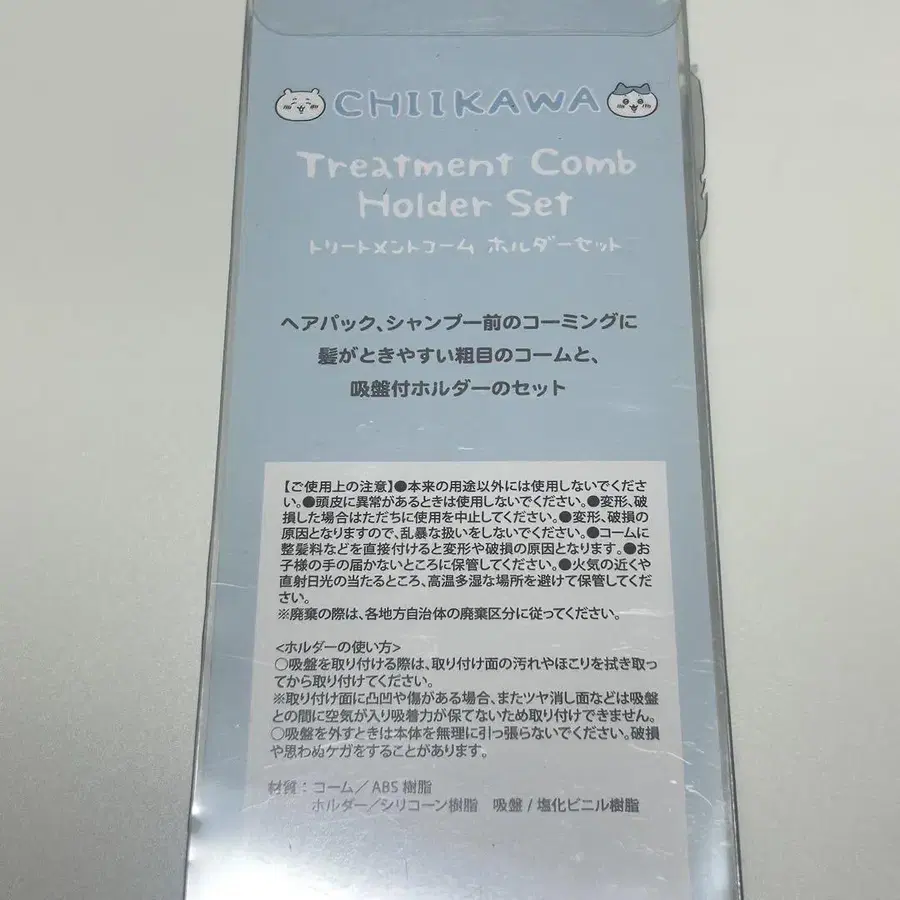 CHIIKAWA
Treatment Comb
Holder Set
トリートメントコーム ホルダーセット
ヘアパック、シャンプー前のコーミングに
髪がときやすい粗目のコームと、
吸盤付ホルダーのセット
【ご使用上の注意】●本来の用途以外には使用しないでくださ
い。●頭皮に異常があるときは使用しないでください。●変形、破
損した場合はただちに使用を中止してください。●変形、破損の
原因となりますので、乱暴な扱いをしないでください。●コームに
整髪料などを直接付けると変形や破損の原因となります。●お
子様の手の届かないところに保管してください。●火気の近くや
直射日光の当たるところ、高温多湿な場所を避けて保管してくだ
さい。
※廃棄の際は、各地方自治体の廃棄区分に従ってください。
<ホルダーの使い方>
○吸盤を取り付ける際は、取り付け面の汚れやほこりを拭き取っ
てから取り付けてください。
※取り付け面に凸凹や傷がある場合、またツヤ消し面などは吸盤
との間に空気が入り吸着力が保てないため取り付けできません。
○吸盤を外すときは本体を無理に引っ張らないでください。破損
や思わぬケガをすることがあります。
材質：コーム／ABS樹脂
ホルダー／シリコーン樹脂 吸盤/塩化ビニル樹脂